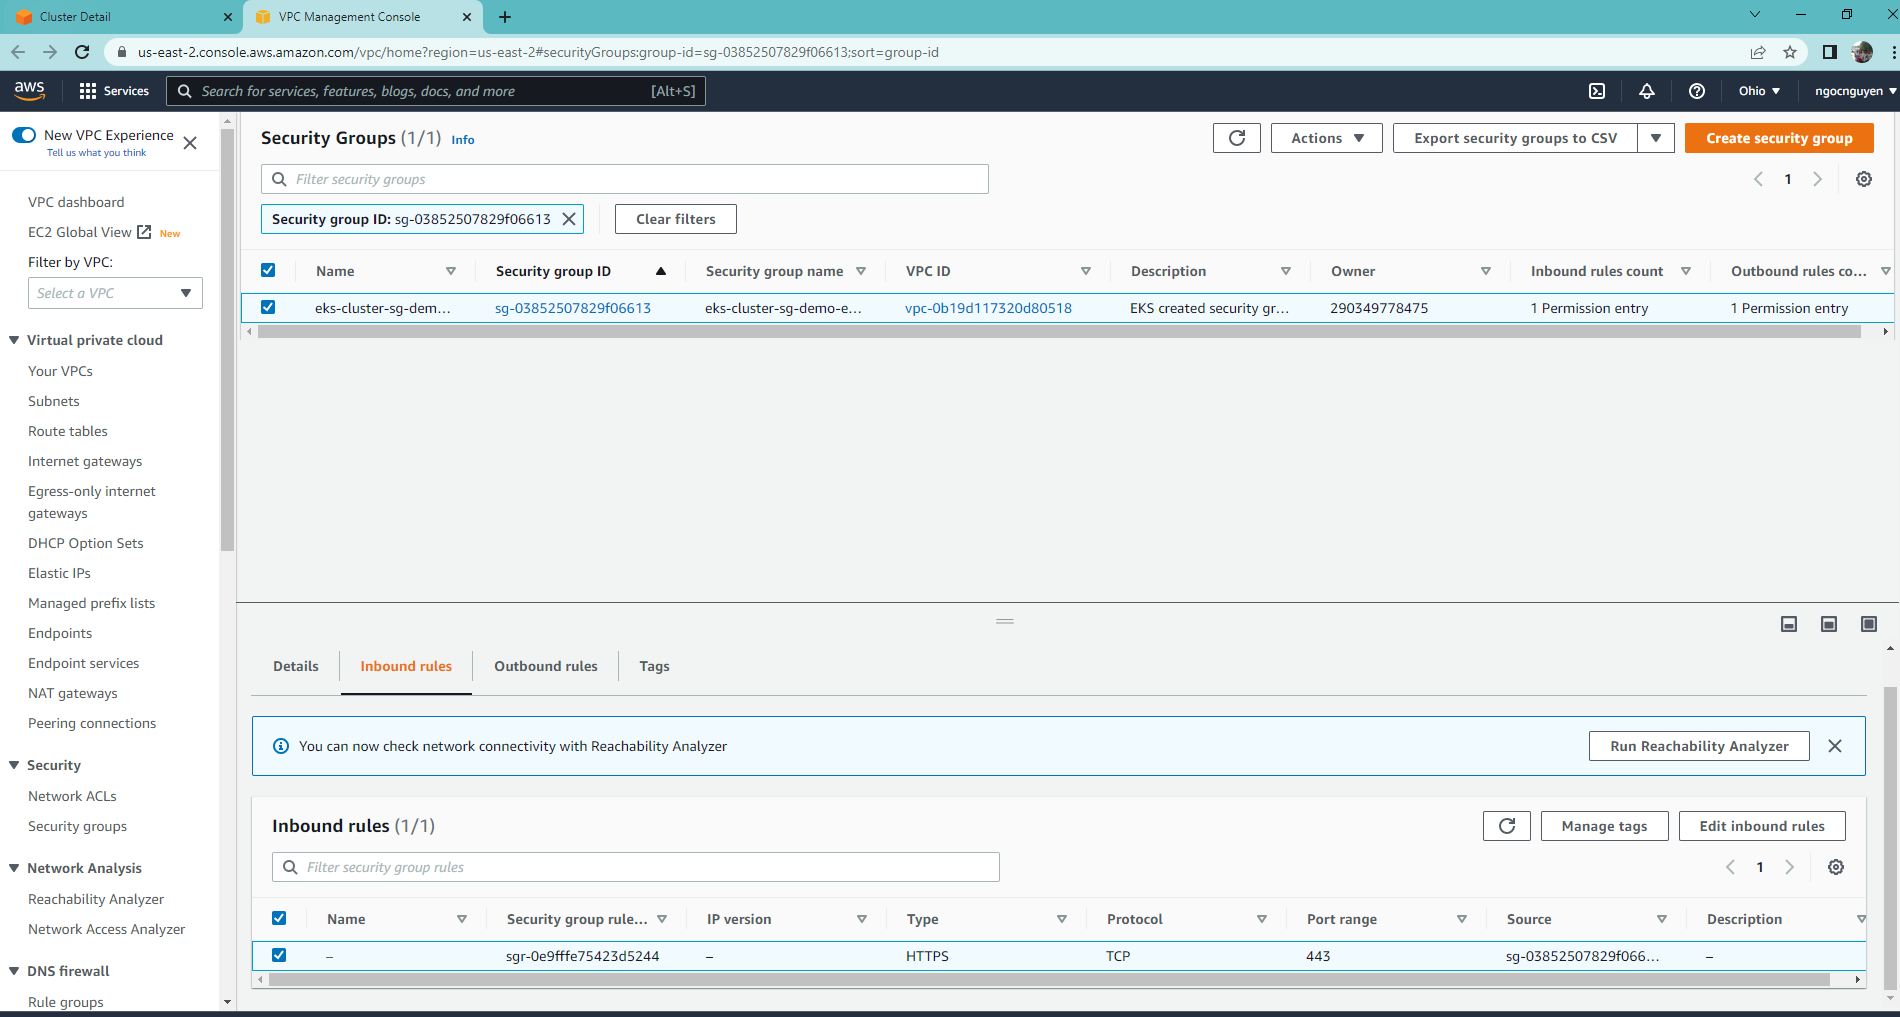 Cluster Detail
VPC Management Console
us-east-2.console.aws.amazon.com/vpc/home?region=us-east-2#securityGroups:group-id=sg-03852507829f06613;sort=group-id
aws
Services
Search for services, features, blogs, docs, and more [Alt+S]
Ohio
ngocnguyen
New VPC Experience
Tell us what you think
VPC dashboard
EC2 Global View New
Filter by VPC:
Select a VPC
Virtual private cloud
Your VPCs
Subnets
Route tables
Internet gateways
Egress-only internet
gateways
DHCP Option Sets
Elastic IPs
Managed prefix lists
Endpoints
Endpoint services
NAT gateways
Peering connections
Security
Network ACLs
Security groups
Network Analysis
Reachability Analyzer
Network Access Analyzer
DNS firewall
Rule groups
Security Groups (1/1) Info
Actions
Export security groups to CSV
Create security group
Filter security groups
1
Security group ID: sg-03852507829f06613
Clear filters
Name Security group ID Security group name VPC ID Description Owner Inbound rules count Outbound rules co...
eks-cluster-sg-dem... sg-03852507829f06613 eks-cluster-sg-demo-e... vpc-0b19d117320d80518 EKS created security gr... 290349778475 1 Permission entry 1 Permission entry
Details Inbound rules Outbound rules Tags
You can now check network connectivity with Reachability Analyzer
Run Reachability Analyzer
Inbound rules (1/1)
Manage tags
Edit inbound rules
Filter security group rules
1
Name Security group rule... IP version Type Protocol Port range Source Description
– sgr-0e9fffe75423d5244 – HTTPS TCP 443 sg-03852507829f066... –